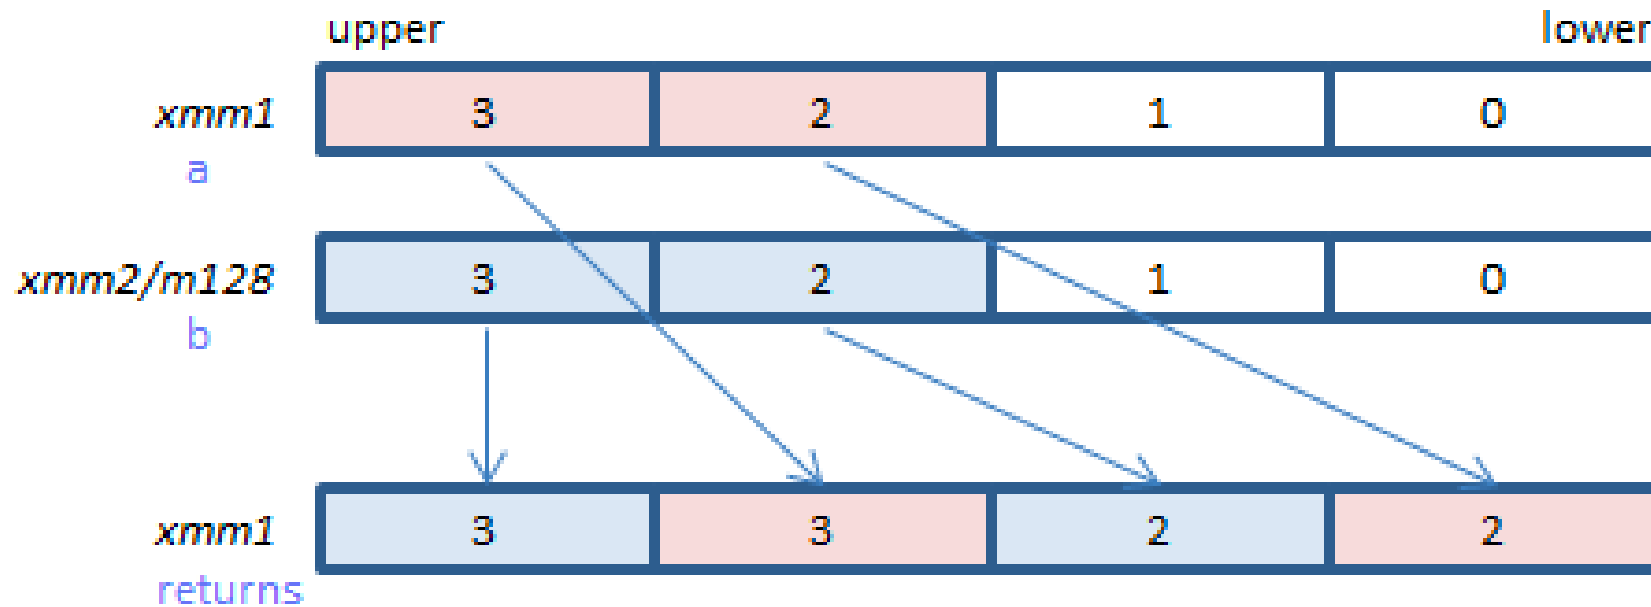 upper lower
xmm1 3 2 1 0
a
xmm2/m128 3 2 1 0
b
xmm1 3 3 2 2
returns